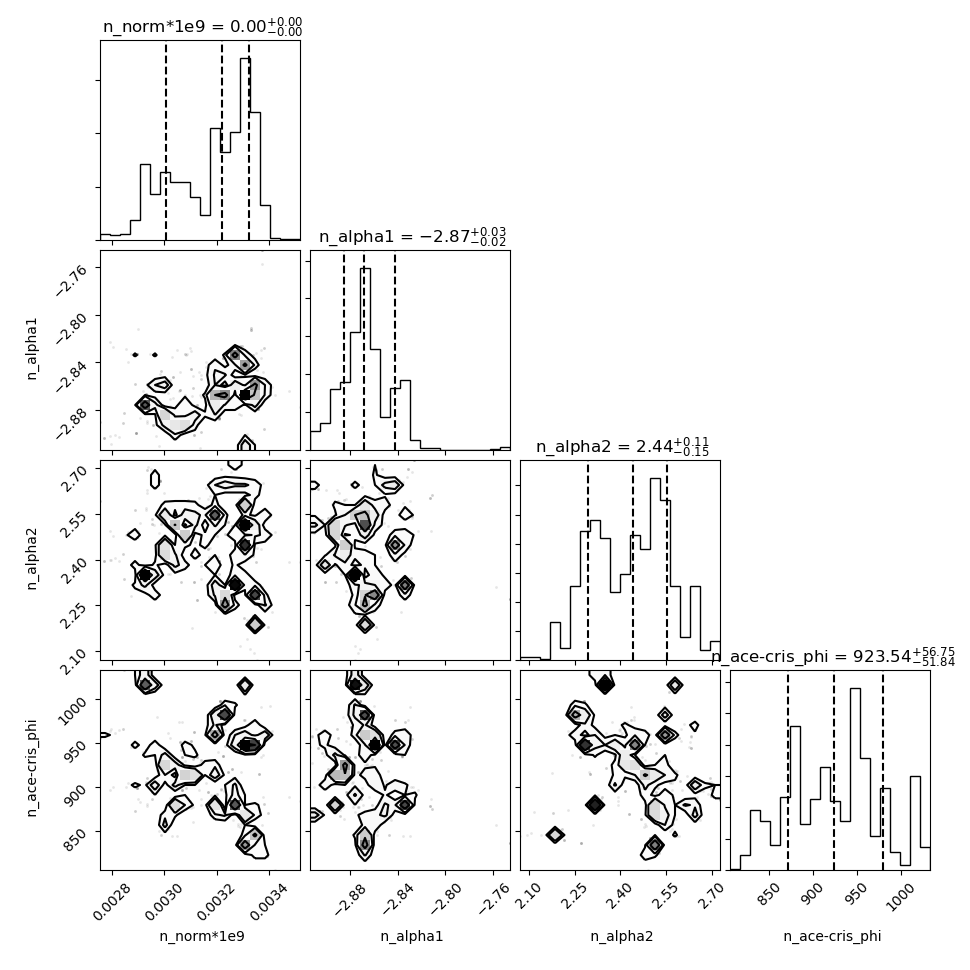 n_norm*1e9 = 0.00+0.00−0.00
n_alpha1 = −2.87+0.03−0.02
−2.76
−2.80
−2.84
−2.88
n_alpha1
n_alpha2 = 2.44+0.11−0.15
2.70
2.55
2.40
2.25
2.10
n_alpha2
n_ace-cris_phi = 923.54+56.75−51.84
1000
950
900
850
n_ace-cris_phi
0.0028 0.0030 0.0032 0.0034 −2.88 −2.84 −2.80 −2.76 2.10 2.25 2.40 2.55 2.70 850 900 950 1000
n_norm*1e9 n_alpha1 n_alpha2 n_ace-cris_phi